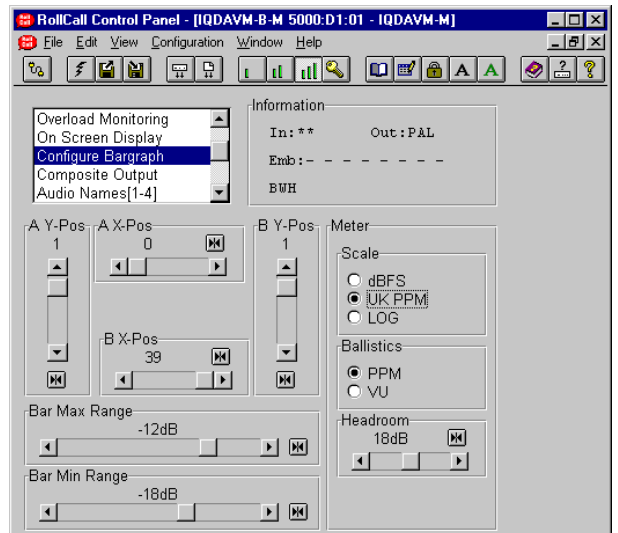 RollCall Control Panel - [IQDAVM-B-M 5000:D1:01 - IQDAVM-M]
File Edit View Configuration Window Help
A A
Overload Monitoring
On Screen Display
Configure Bargraph
Composite Output
Audio Names[1-4]
Information
In:** Out:PAL
Emb:- - - - - - - -
BWH
A Y-Pos
1
A X-Pos
0
B X-Pos
39
B Y-Pos
1
Bar Max Range
-12dB
Bar Min Range
-18dB
Meter
Scale
dBFS
UK PPM
LOG
Ballistics
PPM
VU
Headroom
18dB